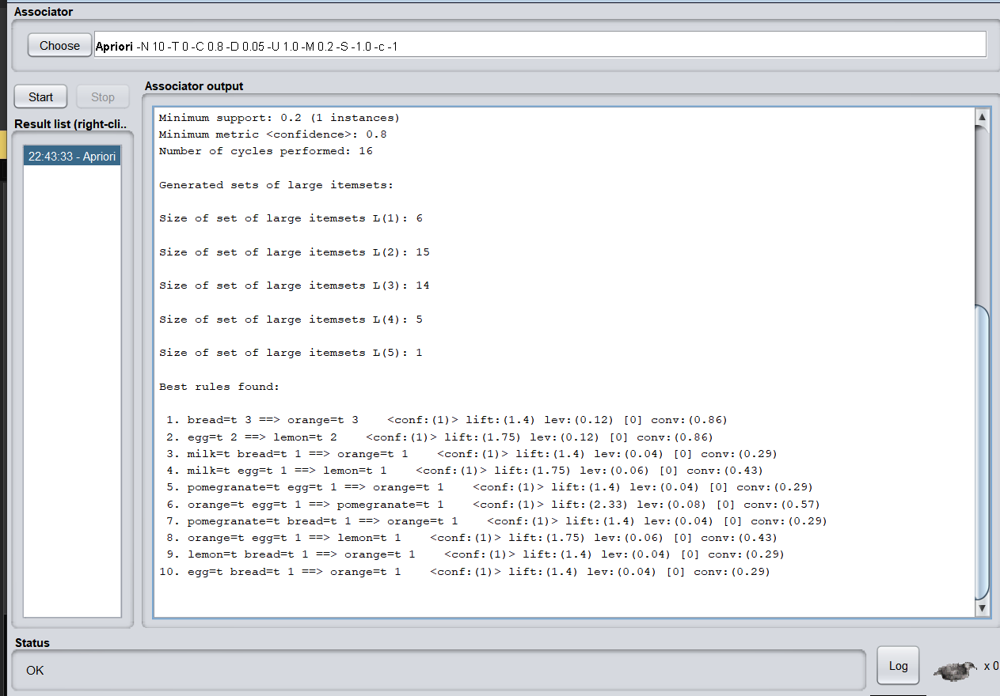 Associator
Choose Apriori -N 10 -T 0 -C 0.8 -D 0.05 -U 1.0 -M 0.2 -S -1.0 -c -1
Start Stop
Result list (right-cli..
22:43:33 - Apriori
Associator output
Minimum support: 0.2 (1 instances)
Minimum metric <confidence>: 0.8
Number of cycles performed: 16
Generated sets of large itemsets:
Size of set of large itemsets L(1): 6
Size of set of large itemsets L(2): 15
Size of set of large itemsets L(3): 14
Size of set of large itemsets L(4): 5
Size of set of large itemsets L(5): 1
Best rules found:
1. bread=t 3 ==> orange=t 3    <conf:(1)> lift:(1.4) lev:(0.12) [0] conv:(0.86)
2. egg=t 2 ==> lemon=t 2    <conf:(1)> lift:(1.75) lev:(0.12) [0] conv:(0.86)
3. milk=t bread=t 1 ==> orange=t 1    <conf:(1)> lift:(1.4) lev:(0.04) [0] conv:(0.29)
4. milk=t egg=t 1 ==> lemon=t 1    <conf:(1)> lift:(1.75) lev:(0.06) [0] conv:(0.43)
5. pomegranate=t egg=t 1 ==> orange=t 1    <conf:(1)> lift:(1.4) lev:(0.04) [0] conv:(0.29)
6. orange=t egg=t 1 ==> pomegranate=t 1    <conf:(1)> lift:(2.33) lev:(0.08) [0] conv:(0.57)
7. pomegranate=t bread=t 1 ==> orange=t 1    <conf:(1)> lift:(1.4) lev:(0.04) [0] conv:(0.29)
8. orange=t egg=t 1 ==> lemon=t 1    <conf:(1)> lift:(1.75) lev:(0.06) [0] conv:(0.43)
9. lemon=t bread=t 1 ==> orange=t 1    <conf:(1)> lift:(1.4) lev:(0.04) [0] conv:(0.29)
10. egg=t bread=t 1 ==> orange=t 1    <conf:(1)> lift:(1.4) lev:(0.04) [0] conv:(0.29)
Status
OK
Log
x 0